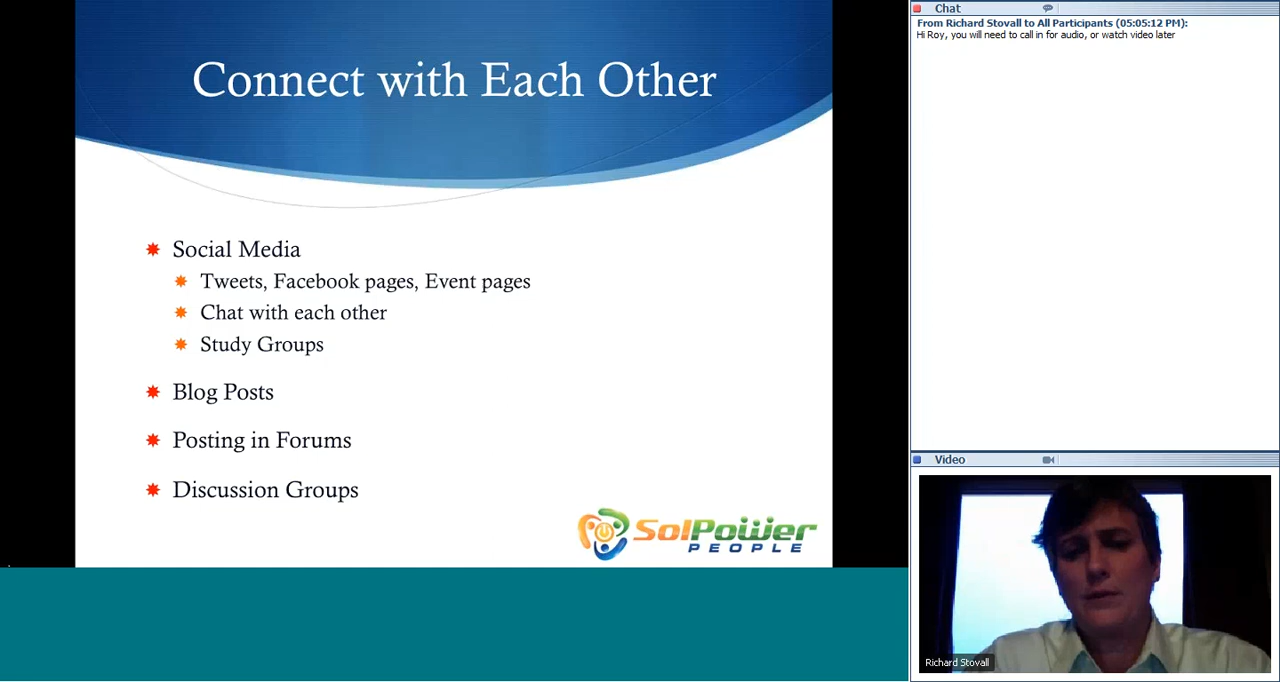 Connect with Each Other
Social Media
Tweets, Facebook pages, Event pages
Chat with each other
Study Groups
Blog Posts
Posting in Forums
Discussion Groups
SolPower
PEOPLE
Chat
From Richard Stovall to All Participants (05:05:12 PM):
Hi Roy, you will need to call in for audio, or watch video later
Video
Richard Stovall